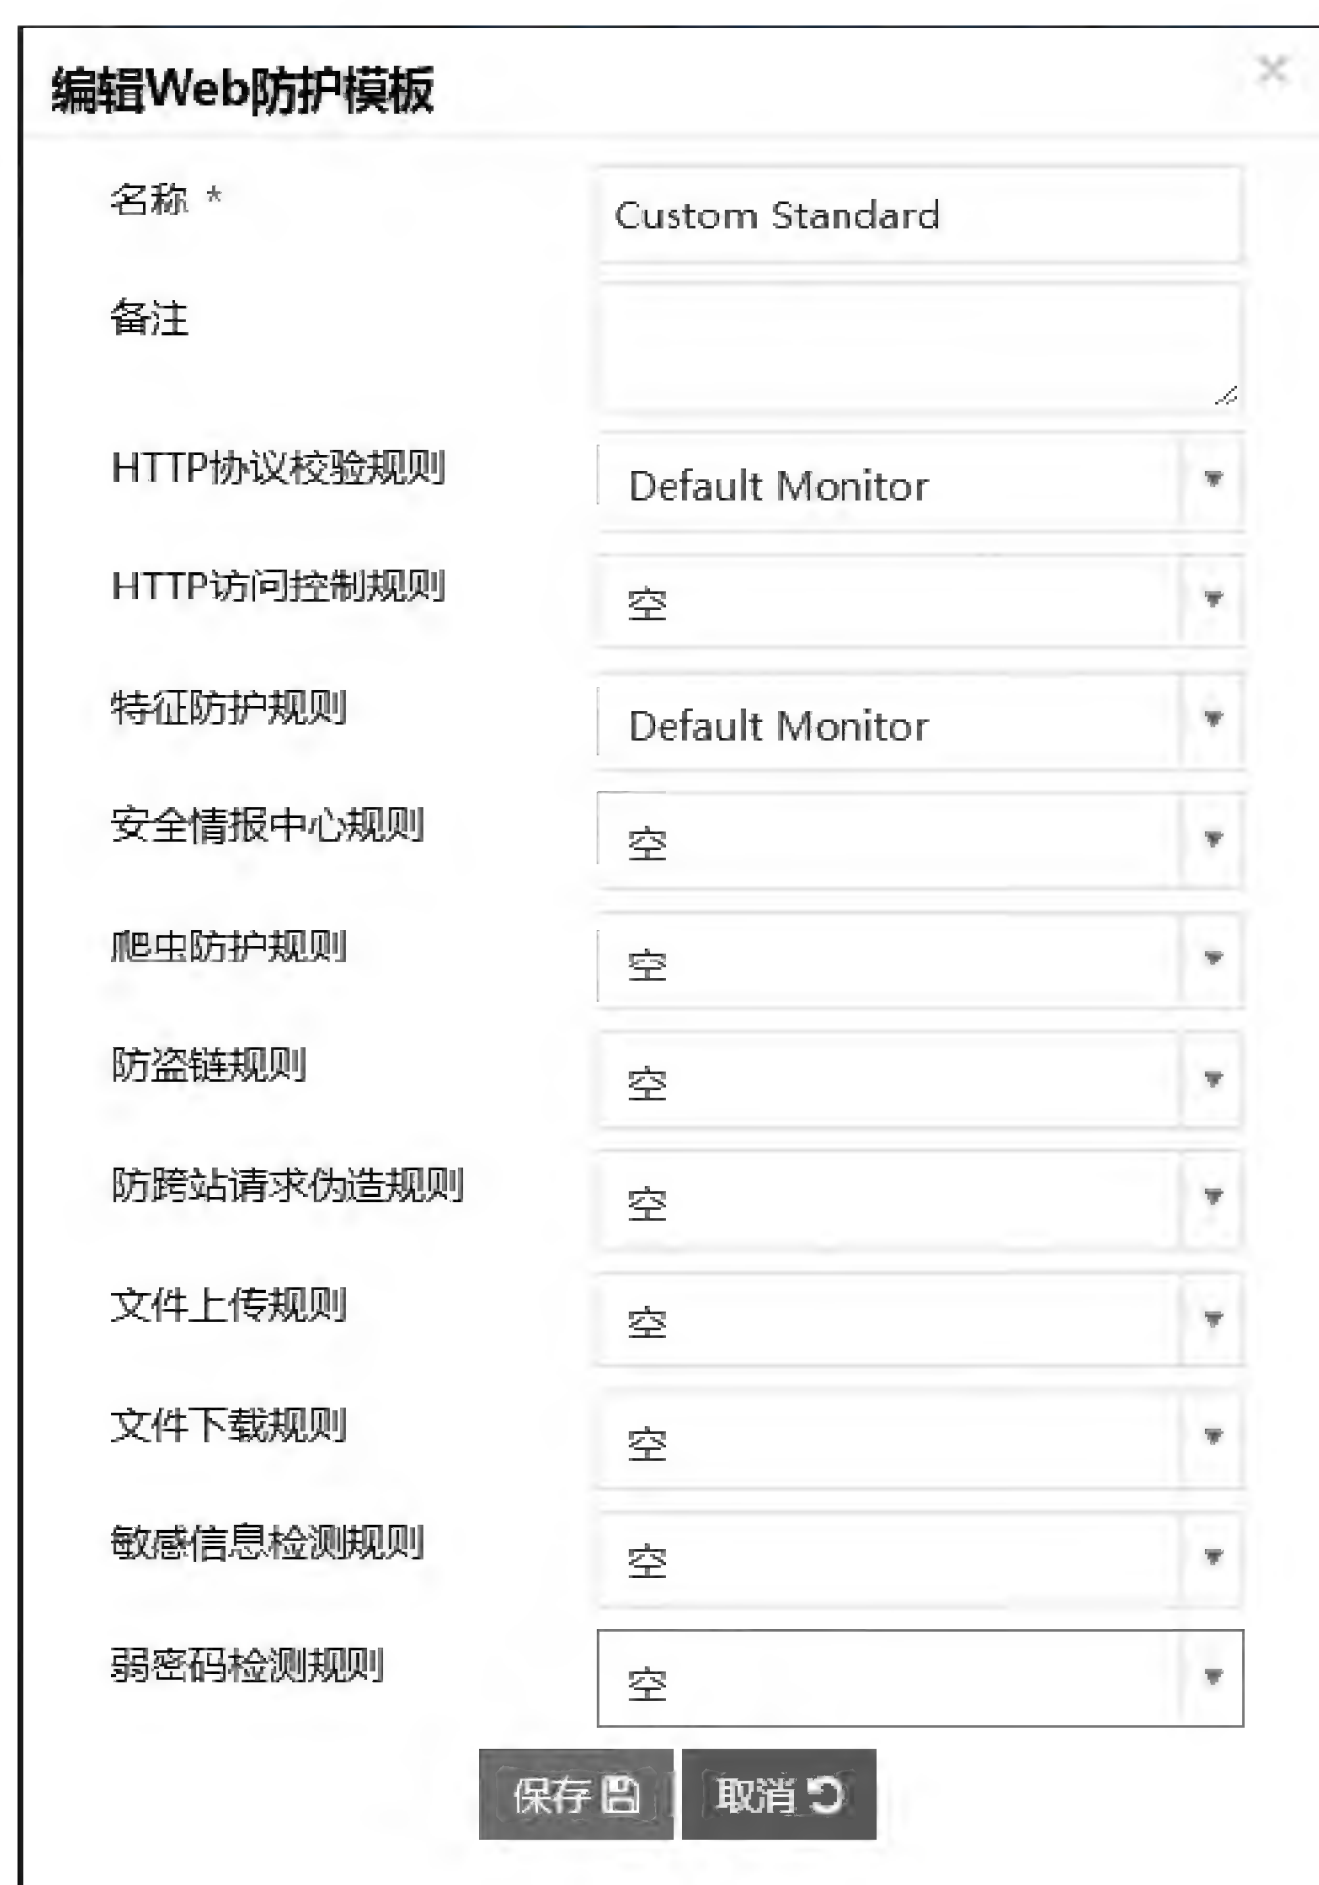 编辑Web防护模板
名称 * Custom Standard
备注
HTTP协议校验规则 Default Monitor
HTTP访问控制规则 空
特征防护规则 Default Monitor
安全情报中心规则 空
爬虫防护规则 空
防盗链规则 空
防跨站请求伪造规则 空
文件上传规则 空
文件下载规则 空
敏感信息检测规则 空
弱密码检测规则 空
保存 取消